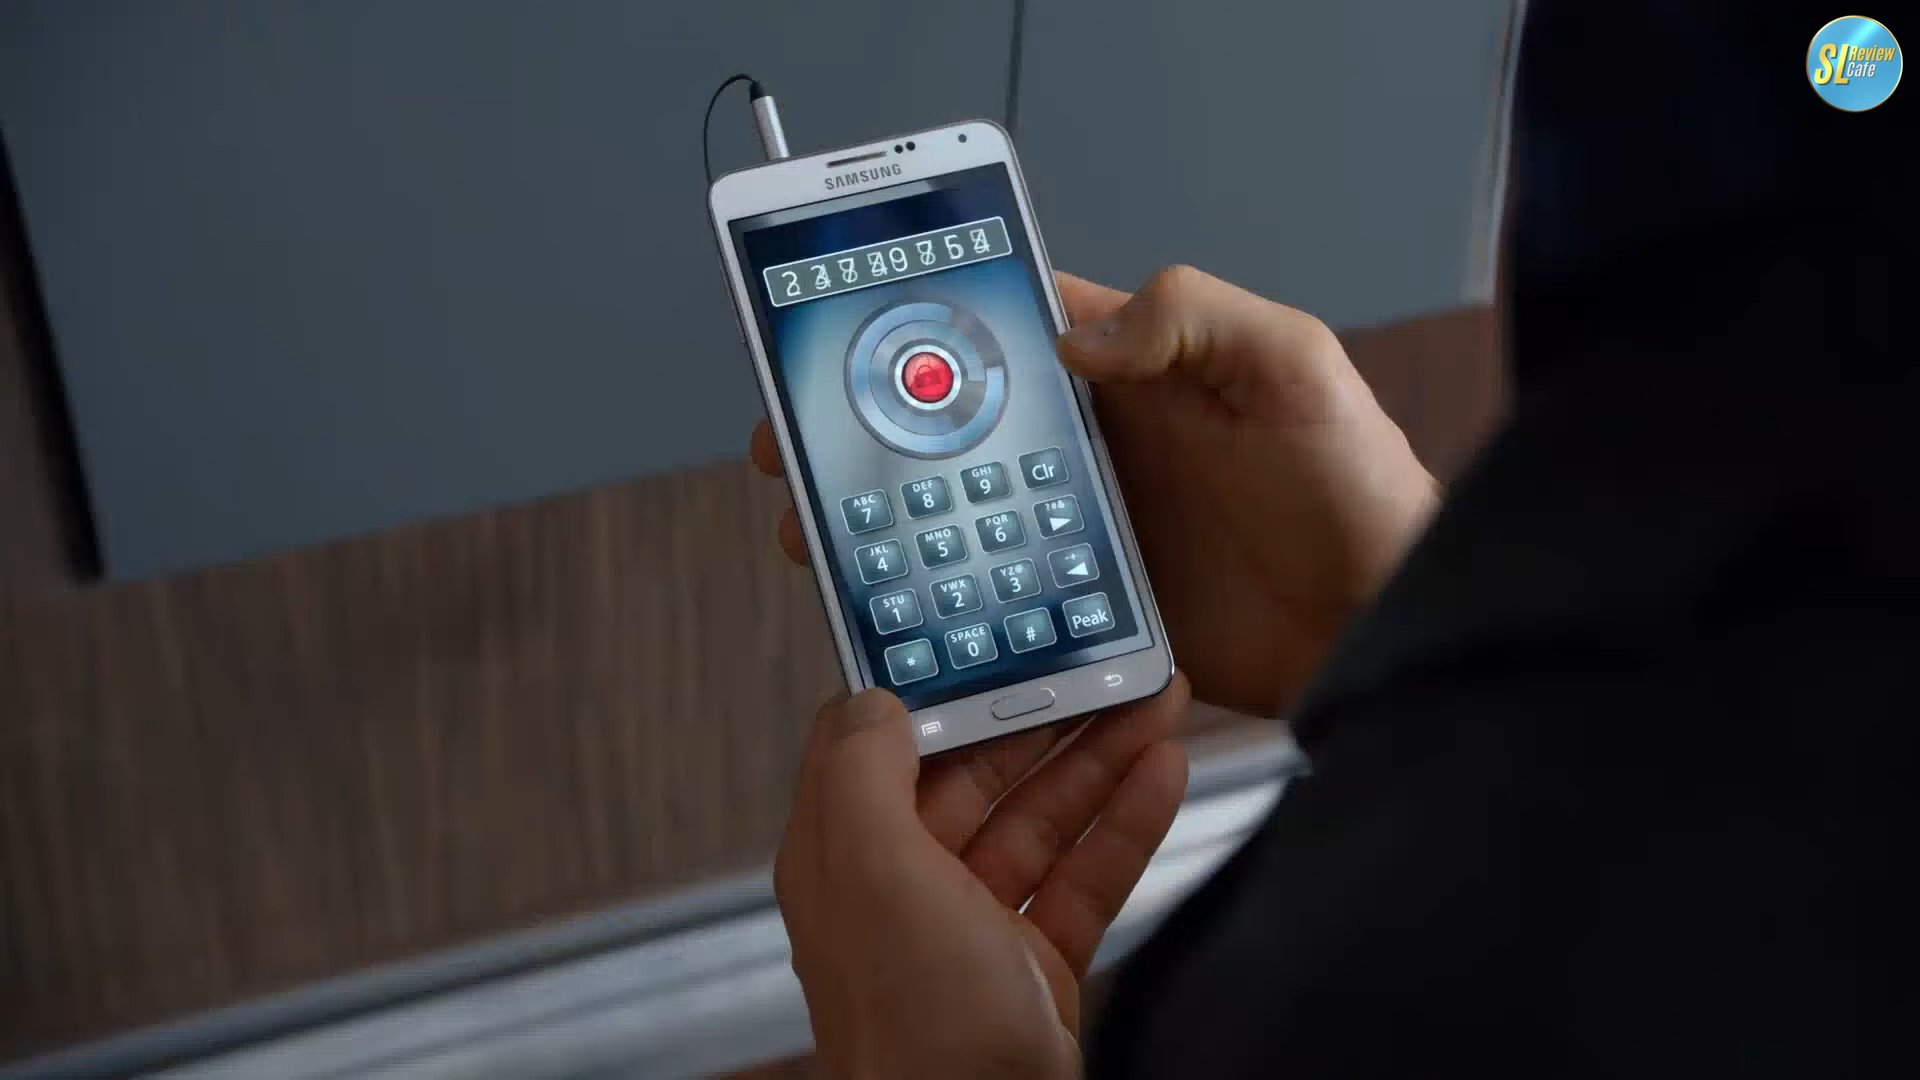 SL Review
Cafe
SAMSUNG
ABC DEF GHI
7 8 9 Clr
JKL MNO PQR ?#&
4 5 6
STU VWX YZ@ -+
1 2 3
SPACE
* 0 # Peak